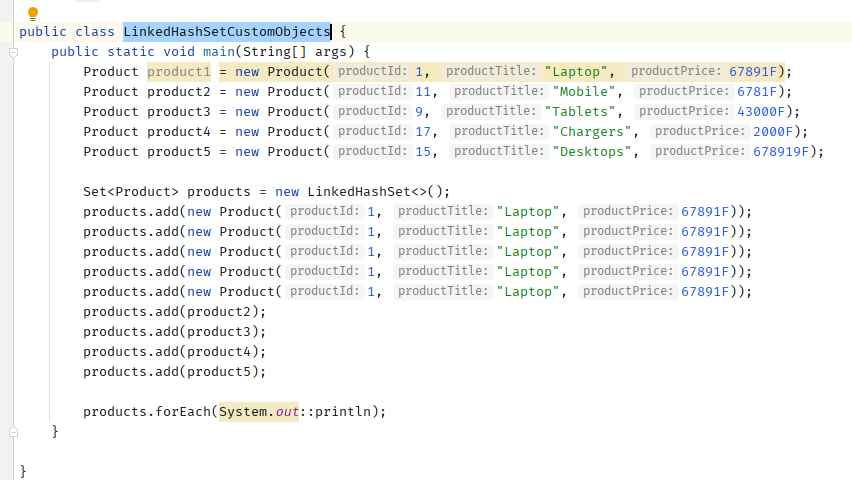 public class LinkedHashSetCustomObjects {
public static void main(String[] args) {
Product product1 = new Product( productId: 1, productTitle: "Laptop", productPrice: 67891F);
Product product2 = new Product( productId: 11, productTitle: "Mobile", productPrice: 6781F);
Product product3 = new Product( productId: 9, productTitle: "Tablets", productPrice: 43000F);
Product product4 = new Product( productId: 17, productTitle: "Chargers", productPrice: 2000F);
Product product5 = new Product( productId: 15, productTitle: "Desktops", productPrice: 678919F);
Set<Product> products = new LinkedHashSet<>();
products.add(new Product( productId: 1, productTitle: "Laptop", productPrice: 67891F));
products.add(new Product( productId: 1, productTitle: "Laptop", productPrice: 67891F));
products.add(new Product( productId: 1, productTitle: "Laptop", productPrice: 67891F));
products.add(new Product( productId: 1, productTitle: "Laptop", productPrice: 67891F));
products.add(new Product( productId: 1, productTitle: "Laptop", productPrice: 67891F));
products.add(product2);
products.add(product3);
products.add(product4);
products.add(product5);
products.forEach(System.out::println);
}
}